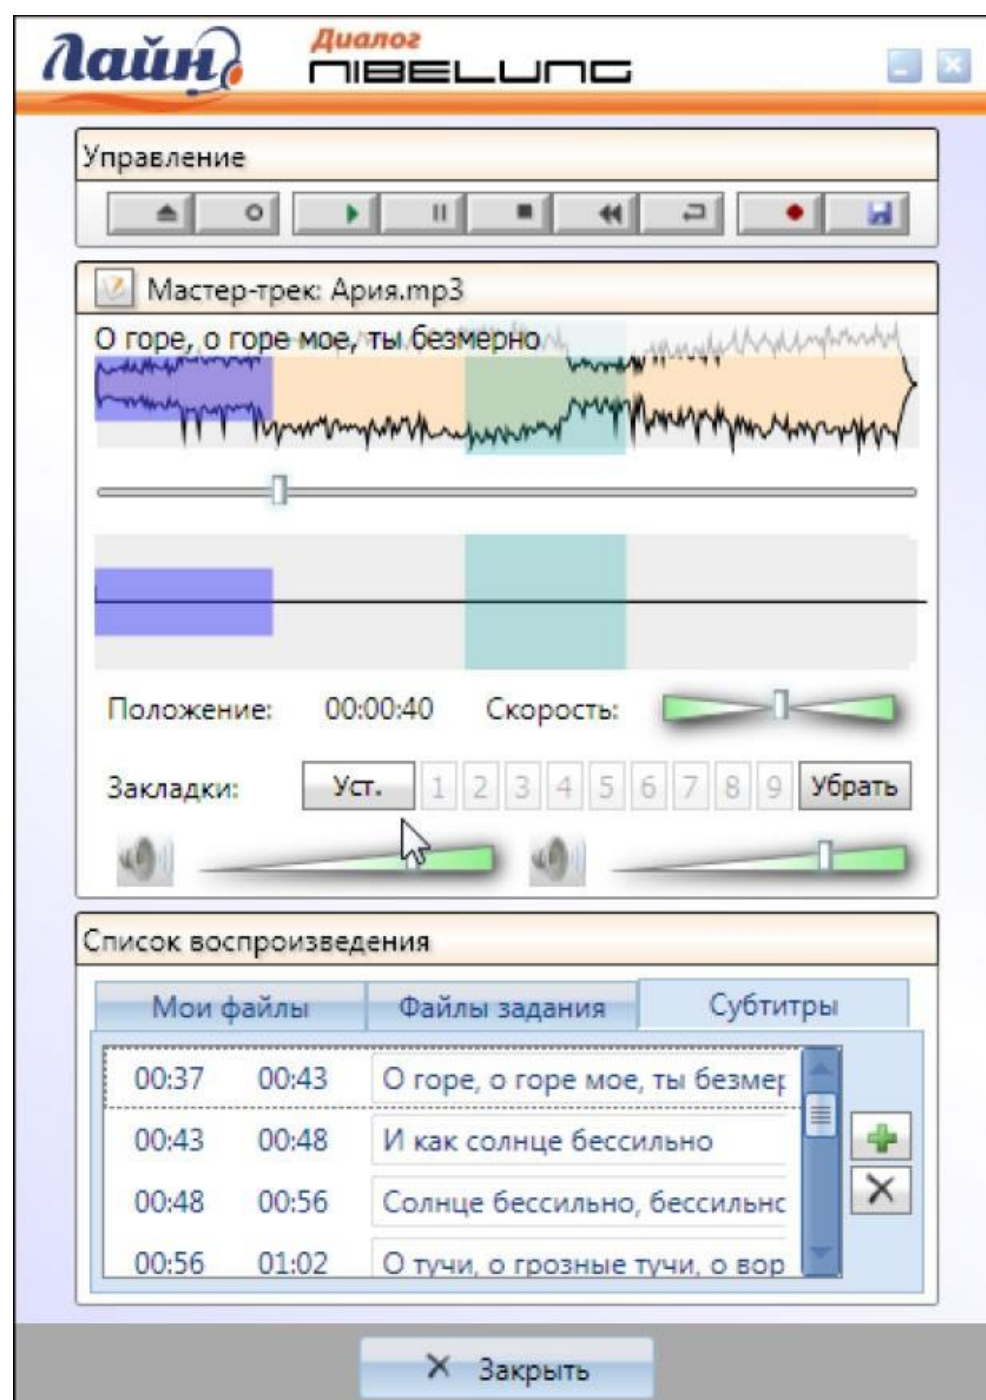 Лайн
Диалог
NIBELUNG
Управление
Мастер-трек: Ария.mp3
О горе, о горе мое, ты безмерно
Положение: 00:00:40 Скорость:
Закладки: Уст. 1 2 3 4 5 6 7 8 9 Убрать
Список воспроизведения
Мои файлы Файлы задания Субтитры
00:37 00:43 О горе, о горе мое, ты безмер
00:43 00:48 И как солнце бессильно
00:48 00:56 Солнце бессильно, бессильно
00:56 01:02 О тучи, о грозные тучи, о вор
Закрыть